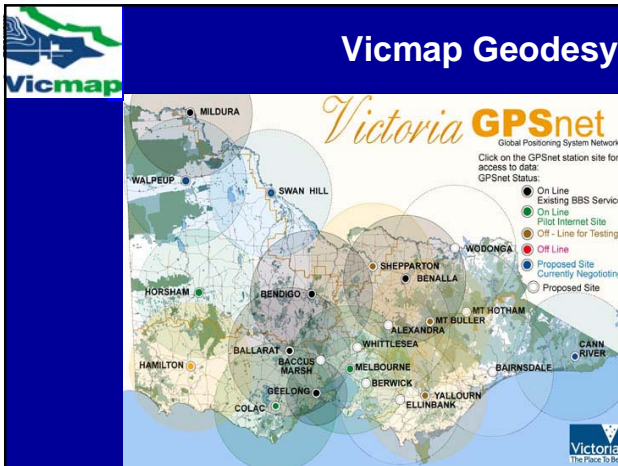 Vicmap
Vicmap Geodesy
Victoria GPSnet
Global Positioning System Network
Click on the GPSnet station site for
access to data:
GPSnet Status:
On Line
Existing BBS Service
On Line
Pilot Internet Site
Off - Line for Testing
Off Line
Proposed Site
Currently Negotiating
Proposed Site
MILDURA
WALPEUP
SWAN HILL
WODONGA
SHEPPARTON
BENALLA
HORSHAM
BENDIGO
MT HOTHAM
MT BULLER
ALEXANDRA
WHITTLESEA
CANN
RIVER
BALLARAT
BACCUS
MARSH
HAMILTON
MELBOURNE
BAIRNSDALE
BERWICK
GEELONG
YALLOURN
ELLINBANK
COLAC
Victoria
The Place To Be